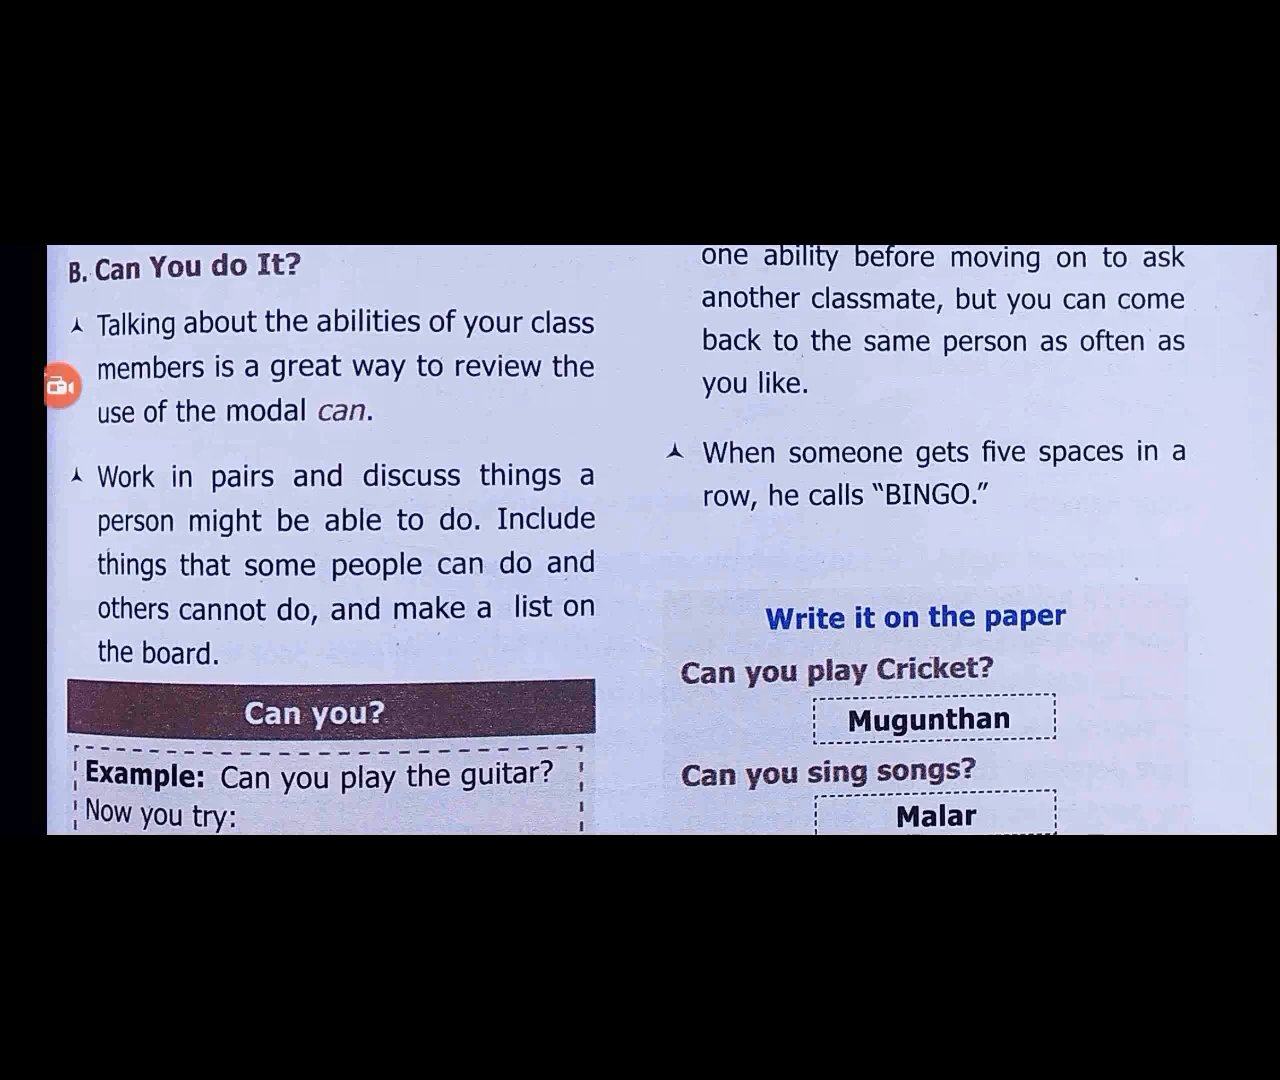 B. Can You do It?
Talking about the abilities of your class
members is a great way to review the
use of the modal can.
Work in pairs and discuss things a
person might be able to do. Include
things that some people can do and
others cannot do, and make a list on
the board.
Can you?
Example: Can you play the guitar?
Now you try:
one ability before moving on to ask
another classmate, but you can come
back to the same person as often as
you like.
When someone gets five spaces in a
row, he calls “BINGO.”
Write it on the paper
Can you play Cricket?
Mugunthan
Can you sing songs?
Malar